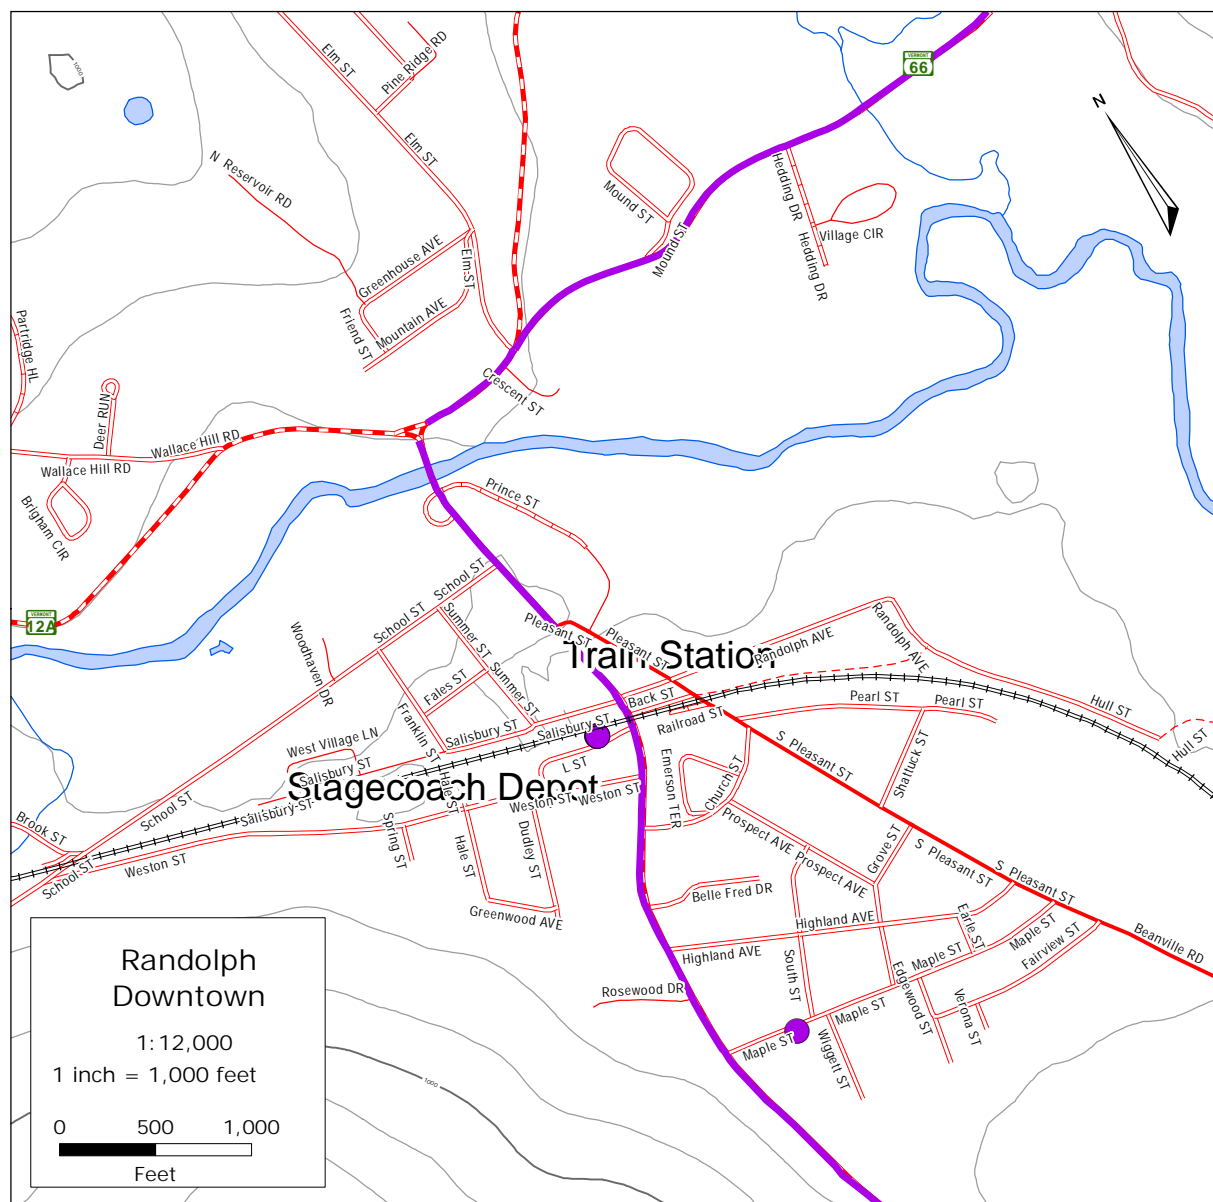 1000
Elm ST
Pine Ridge RD
VERMONT
66
N
Elm ST
N Reservoir RD
Mound ST
Hedding DR
Village CIR
Mound ST
Hedding DR
Greenhouse AVE
Elm ST
Friend ST
Mountain AVE
Partridge HL
Crescent ST
Deer RUN
Wallace Hill RD
Wallace Hill RD
Brigham CIR
Prince ST
VERMONT
12A
School ST
School ST
Summer ST
Woodhaven DR
Pleasant ST
Pleasant ST
Train Station
Randolph AVE
Randolph AVE
Fales ST
Summer ST
Franklin ST
Back ST
Pearl ST
Pearl ST
Hull ST
Hull ST
Salisbury ST
Salisbury ST
Railroad ST
West Village LN
Salisbury ST
S Pleasant ST
Shattuck ST
L ST
Emerson TER
Church ST
Stagecoach Depot
Hale ST
Weston ST
Weston ST
School ST
Salisbury ST
Brook ST
Spring ST
Hale ST
Dudley ST
Prospect AVE
Prospect AVE
Grove ST
S Pleasant ST
S Pleasant ST
School ST
Weston ST
Belle Fred DR
Greenwood AVE
Highland AVE
Highland AVE
Earle ST
Maple ST
Maple ST
Fairview ST
Beanville RD
South ST
Edgewood ST
Verona ST
Rosewood DR
Maple ST
Maple ST
Wiggett ST
1000
Randolph
Downtown
1:12,000
1 inch = 1,000 feet
0 500 1,000
Feet